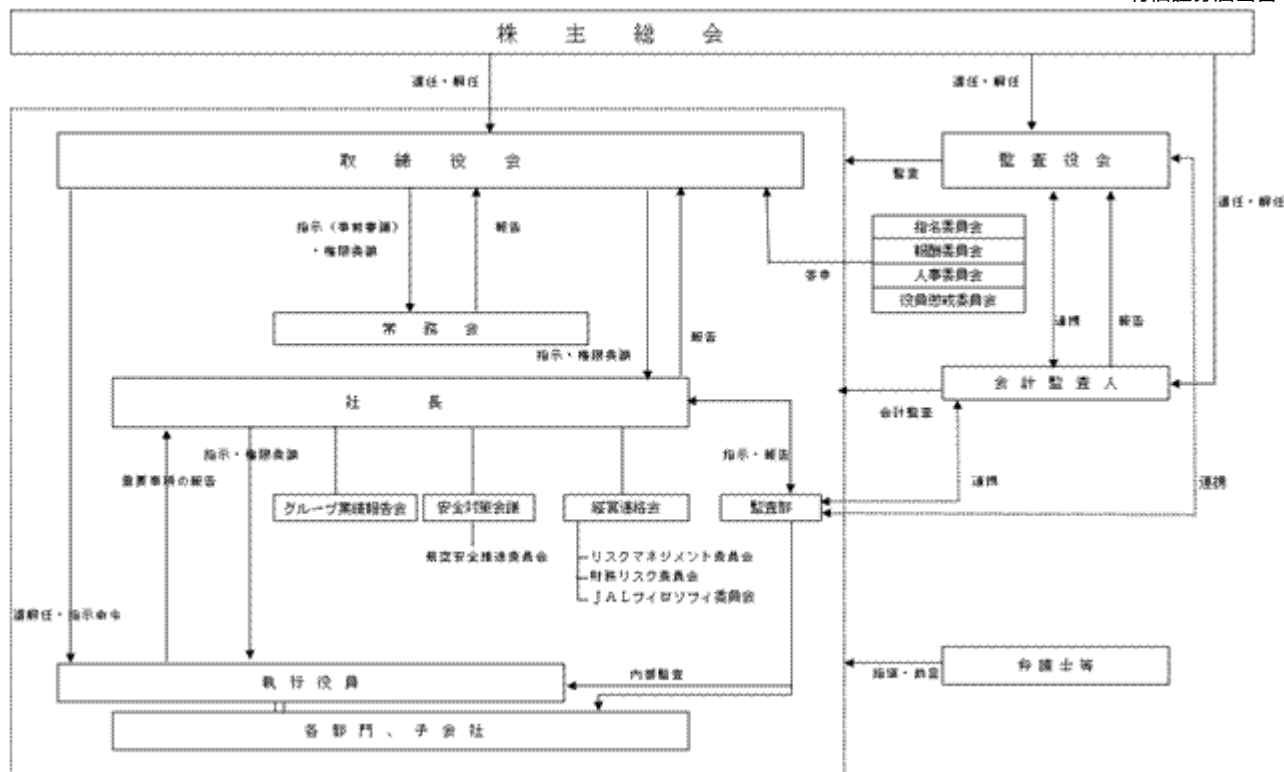 株主総会
選任・解任
選任・解任
取締役会
監査役会
監査
選任・解任
指示（事前審議）
・権限委譲
報告
指名委員会
報酬委員会
人事委員会
役員懲戒委員会
答申
常務会
連携
報告
指示・権限委譲
報告
社長
会計監査人
会計監査
指示・権限委譲
重要事項の報告
指示・報告
連携
連携
グループ業績報告会
安全対策会議
経営連絡会
監査部
航空安全推進委員会
リスクマネジメント委員会
財務リスク委員会
ＪＡＬフィロソフィ委員会
選解任・指示命令
執行役員
内部監査
指導・助言
弁護士等
各部門、子会社